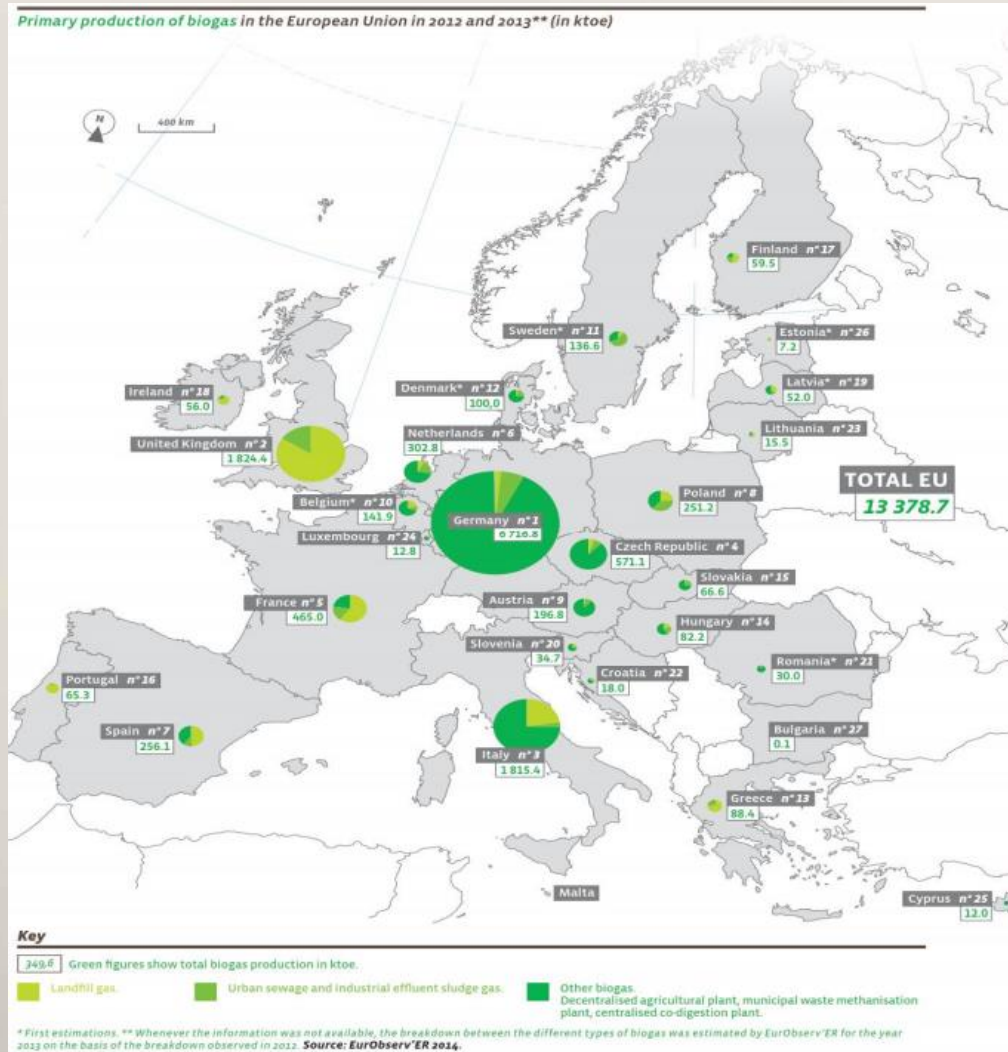 Primary production of biogas in the European Union in 2012 and 2013** (in ktoe)
N
400 km
Finland n° 17
59.5
Sweden* n° 11
136.6
Estonia* n° 26
7.2
Latvia* n° 19
52.0
Lithuania n° 23
15.5
Ireland n° 18
56.0
Denmark* n° 12
100,0
United Kingdom n° 2
1 824.4
Netherlands n° 6
302.8
TOTAL EU
13 378.7
Belgium* n° 10
141.9
Germany n° 1
6 716.8
Poland n° 8
251.2
Luxembourg n° 24
12.8
Czech Republic n° 4
571.1
Slovakia n° 15
66.6
France n° 5
465.0
Austria n° 9
196.8
Hungary n° 14
82.2
Slovenia n° 20
34.7
Croatia n° 22
18.0
Romania* n° 21
30.0
Portugal n° 16
65.3
Spain n° 7
256.1
Italy n° 3
1 815.4
Bulgaria n° 27
0.1
Greece n° 13
88.4
Malta
Cyprus n° 25
12.0
Key
349.6 Green figures show total biogas production in ktoe.
Landfill gas. Urban sewage and industrial effluent sludge gas. Other biogas.
Decentralised agricultural plant, municipal waste methanisation
plant, centralised co-digestion plant.
* First estimations. ** Whenever the information was not available, the breakdown between the different types of biogas was estimated by EurObserv'ER for the year
2013 on the basis of the breakdown observed in 2012. Source: EurObserv'ER 2014.